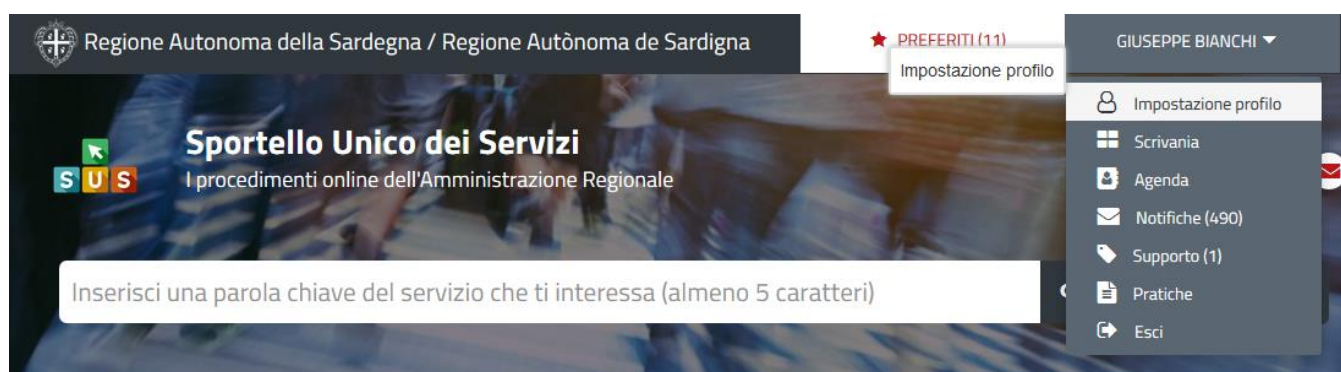 Regione Autonoma della Sardegna / Regione Autònoma de Sardigna
PREFERITI (11)
GIUSEPPE BIANCHI
Impostazione profilo
Impostazione profilo
Scrivania
Agenda
Notifiche (490)
Supporto (1)
Pratiche
Esci
SUS
Sportello Unico dei Servizi
I procedimenti online dell'Amministrazione Regionale
Inserisci una parola chiave del servizio che ti interessa (almeno 5 caratteri)